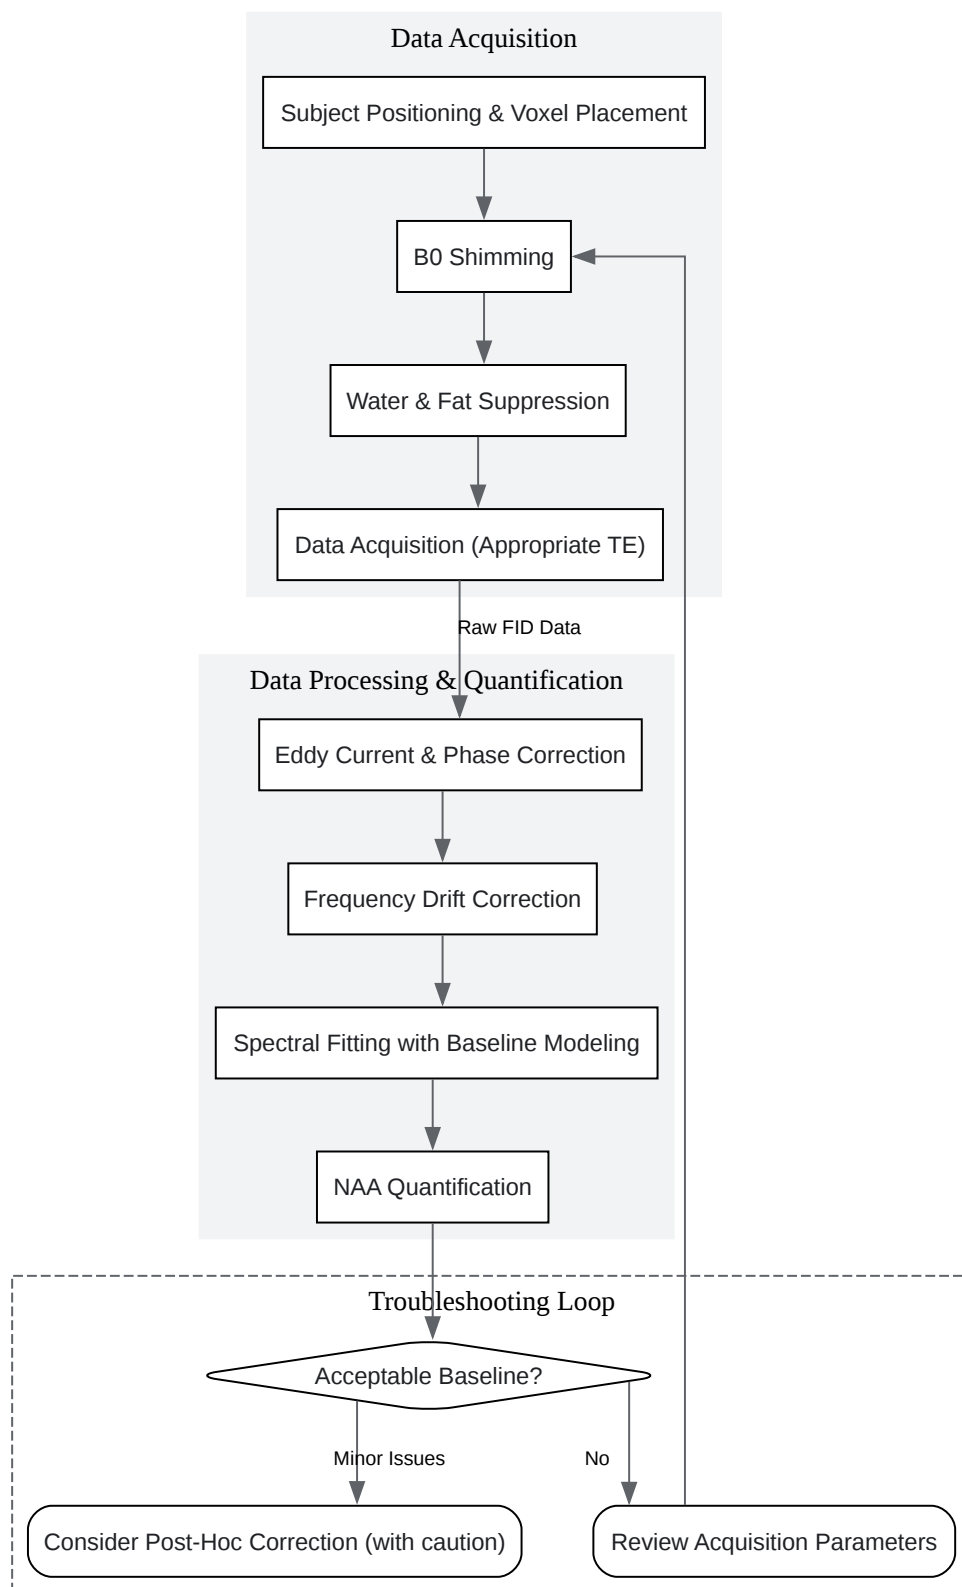 Data Acquisition
Subject Positioning & Voxel Placement
B0 Shimming
Water & Fat Suppression
Data Acquisition (Appropriate TE)
Raw FID Data
Data Processing & Quantification
Eddy Current & Phase Correction
Frequency Drift Correction
Spectral Fitting with Baseline Modeling
NAA Quantification
Troubleshooting Loop
Acceptable Baseline?
Minor Issues
No
Consider Post-Hoc Correction (with caution)
Review Acquisition Parameters